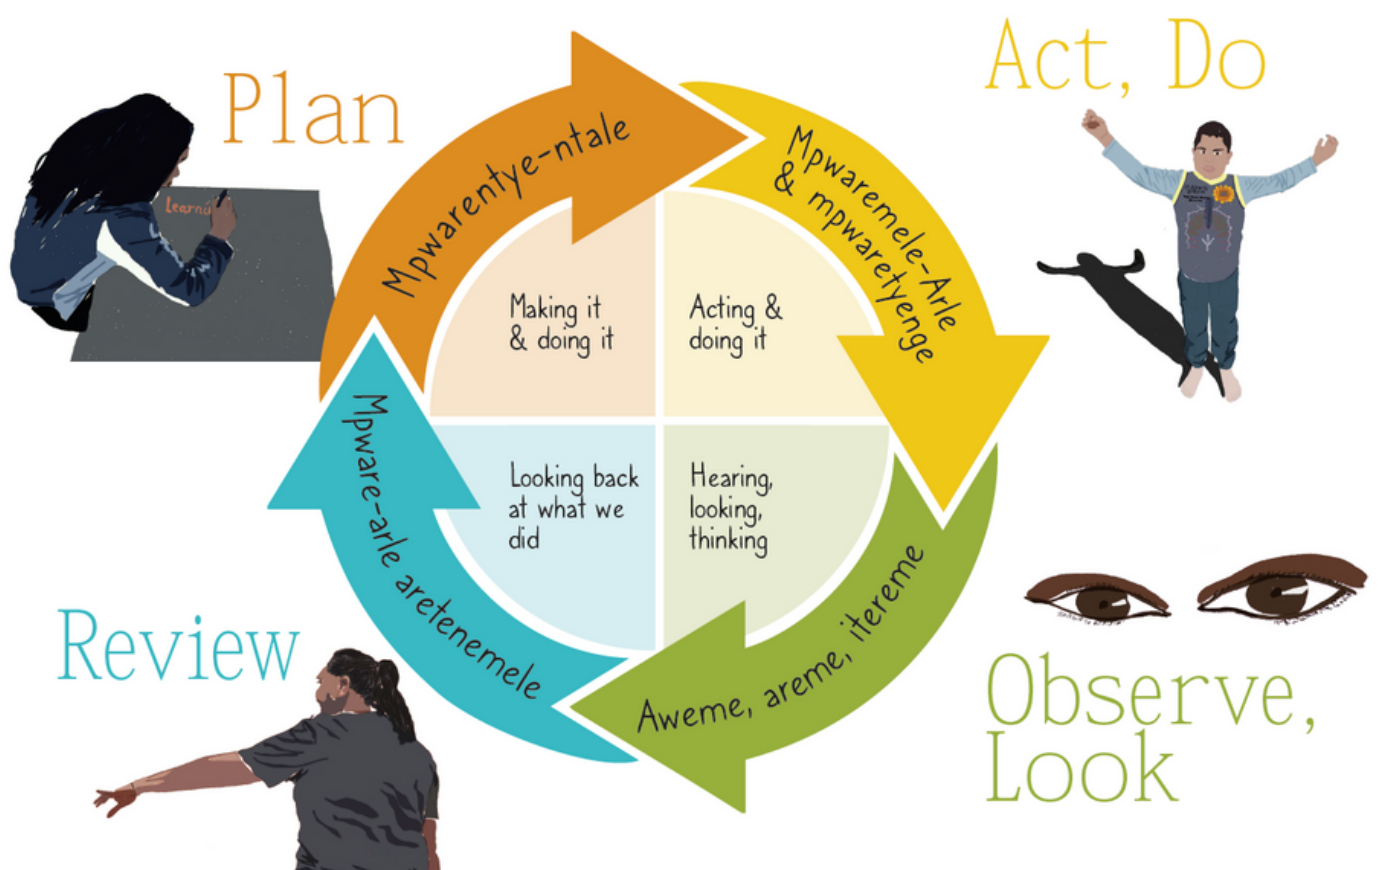 Plan
Learni
Mpwarentye-ntale
Making it
& doing it
Act, Do
Mpwaremele-Arle
& mpwaretyenge
Acting &
doing it
Hearing,
looking,
thinking
Aweme, areme, itereme
Observe,
Look
Looking back
at what we
did
Mpware-arle aretenemele
Review